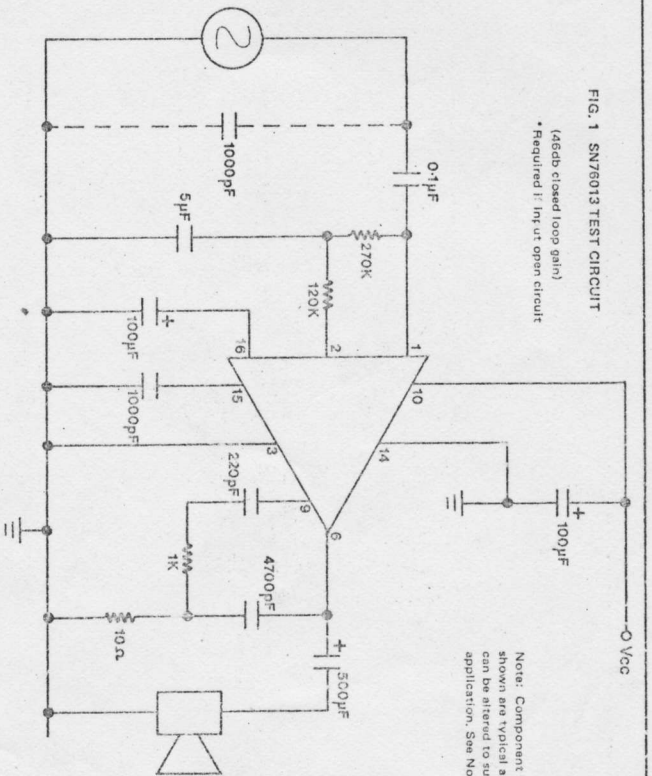 FIG. 1 SN76013 TEST CIRCUIT
(46db closed loop gain)
* Required if Input open circuit
Note: Component
shown are typical a
can be altered to su
application. See No
0·1μF
1000pF
270K
5μF
120K
1
2
16
10
15
14
3
9
6
100μF
1000pF
220pF
1K
4700pF
10Ω
500μF
100μF
O Vcc